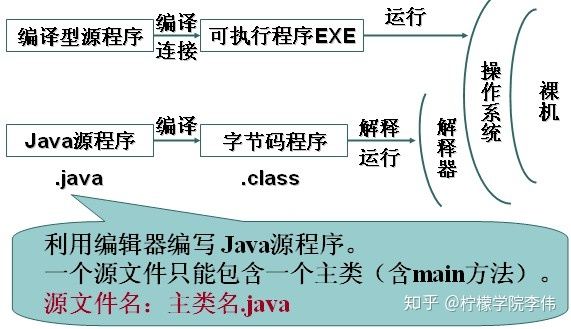 编译型源程序
编译
连接
可执行程序EXE
运行
操作系统
裸机
Java源程序
编译
字节码程序
解释
运行
解释器
.java
.class
利用编辑器编写 Java源程序。
一个源文件只能包含一个主类（含main方法）。
源文件名：主类名.java
知乎 @柠檬学院李伟